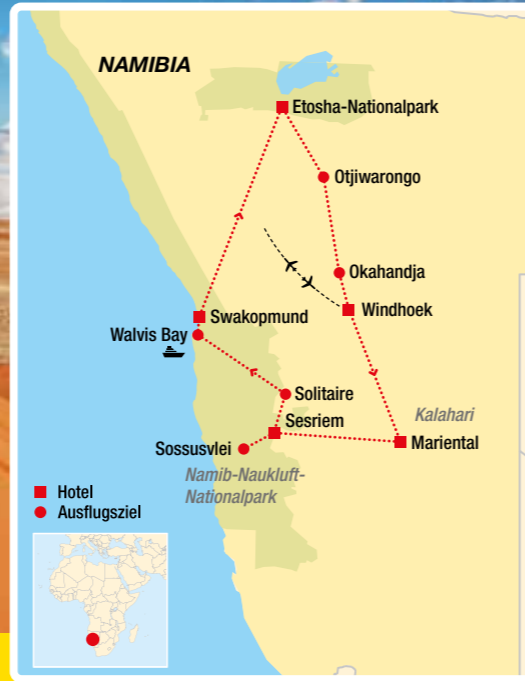 NAMIBIA
Etosha-Nationalpark
Otjiwarongo
Okahandja
Windhoek
Swakopmund
Walvis Bay
Solitaire
Sesriem
Kalahari
Mariental
Sossusvlei
Namib-Naukluft-
Nationalpark
Hotel
Ausflugsziel